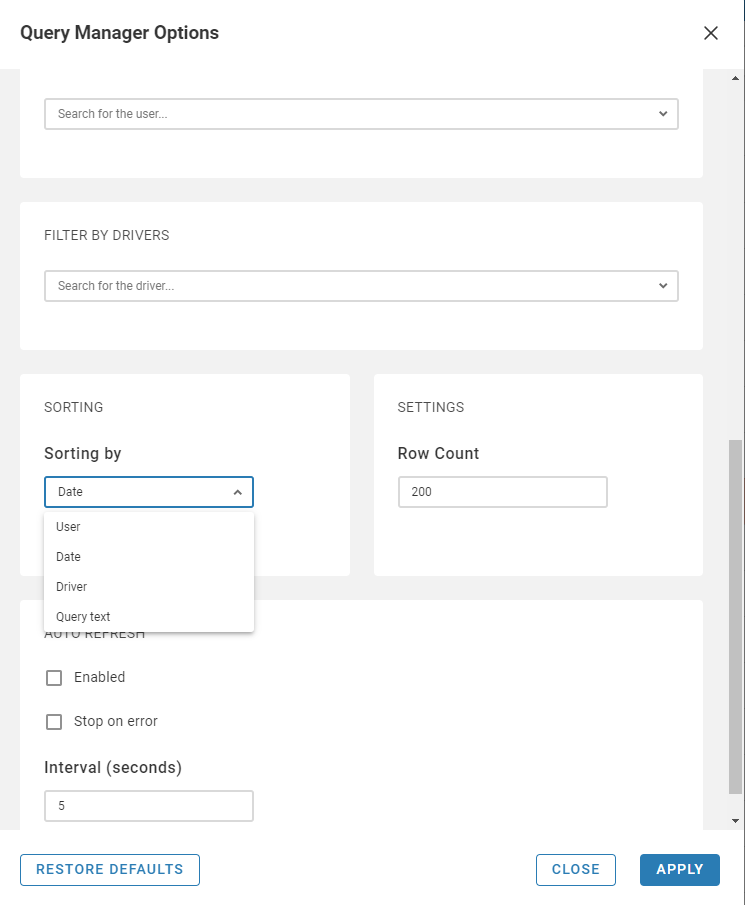 Query Manager Options
Search for the user...
FILTER BY DRIVERS
Search for the driver...
SORTING
Sorting by
Date
User
Date
Driver
Query text
SETTINGS
Row Count
200
AUTO REFRESH
Enabled
Stop on error
Interval (seconds)
5
RESTORE DEFAULTS
CLOSE
APPLY